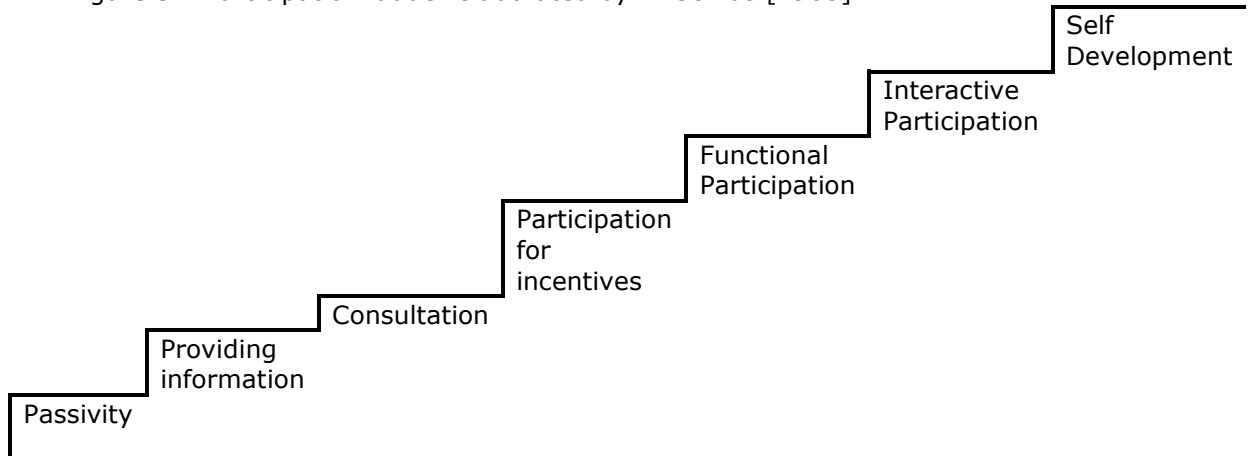 Self
Development
Interactive
Participation
Functional
Participation
Participation
for
incentives
Consultation
Providing
information
Passivity